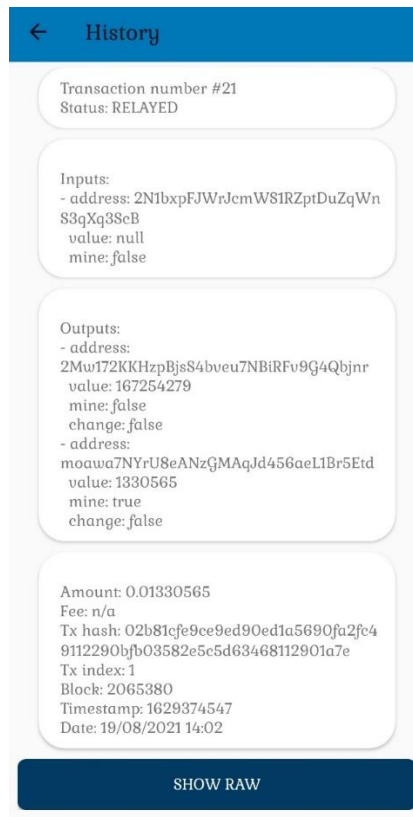 History
Transaction number #21
Status: RELAYED
Inputs:
- address: 2N1bxpFJWrJcmWS1RZptDuZqWn
S3qXq3ScB
value: null
mine: false
Outputs:
- address:
2Mw172KKHzpBjsS4bveu7NBiRFv9G4Qbjnr
value: 167254279
mine: false
change: false
- address:
moawa7NYrU8eANzGMAqJd456aeL1Br5Etd
value: 1330565
mine: true
change: false
Amount: 0.01330565
Fee: n/a
Tx hash: 02b81cfe9ce9ed90ed1a5690fa2fc4
9112290bfb03582e5c5d63468112901a7e
Tx index: 1
Block: 2065380
Timestamp: 1629374547
Date: 19/08/2021 14:02
SHOW RAW